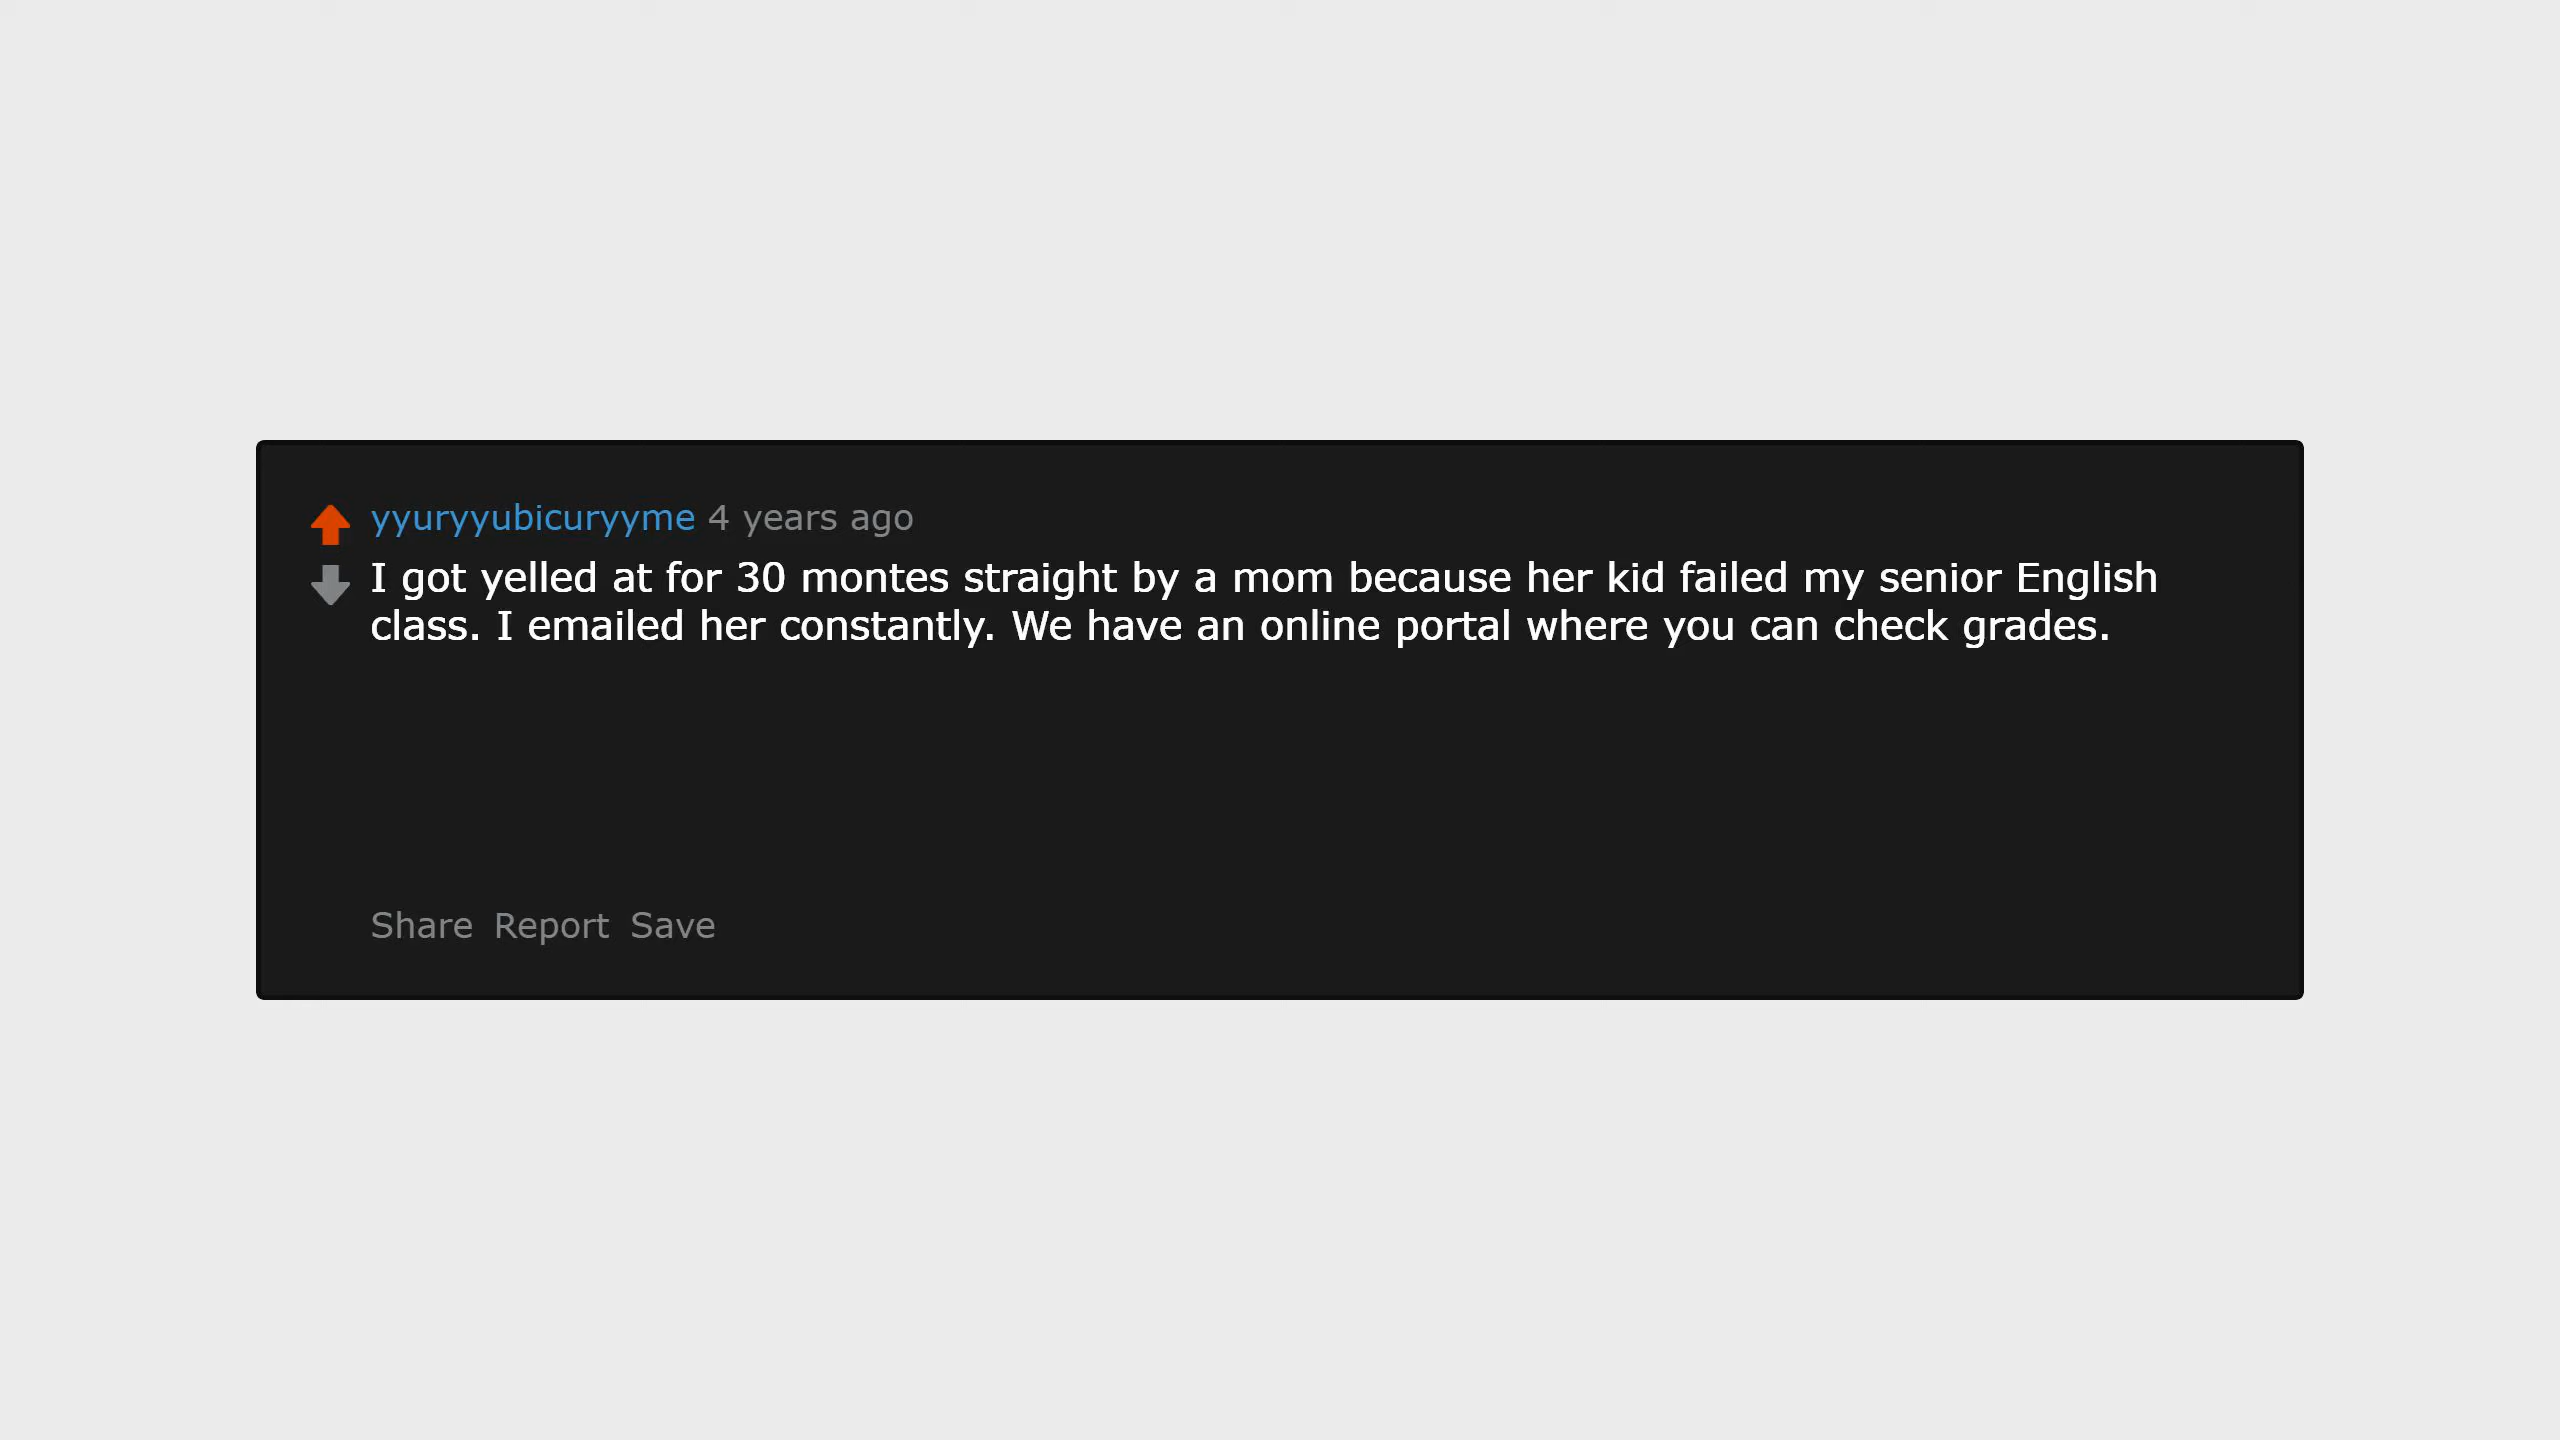 yyuryyubicuryyme 4 years ago
I got yelled at for 30 montes straight by a mom because her kid failed my senior English
class. I emailed her constantly. We have an online portal where you can check grades.
Share Report Save